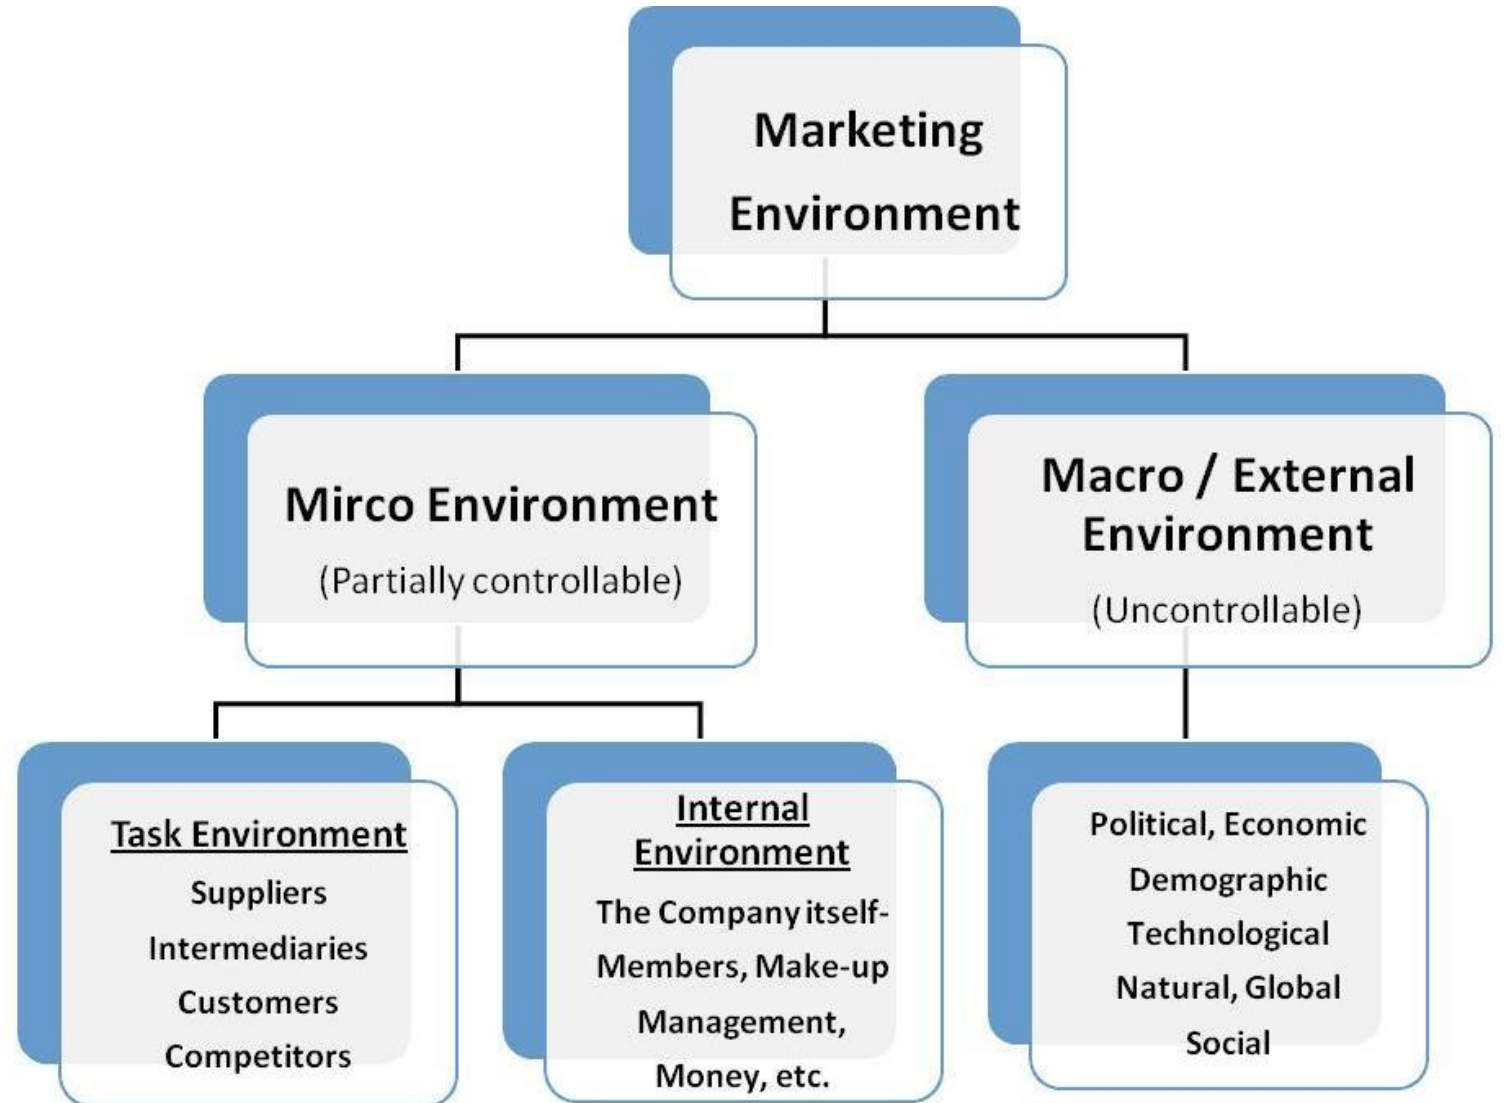 Marketing
Environment
Mirco Environment
(Partially controllable)
Macro / External
Environment
(Uncontrollable)
Task Environment
Suppliers
Intermediaries
Customers
Competitors
Internal
Environment
The Company itself-
Members, Make-up
Management,
Money, etc.
Political, Economic
Demographic
Technological
Natural, Global
Social